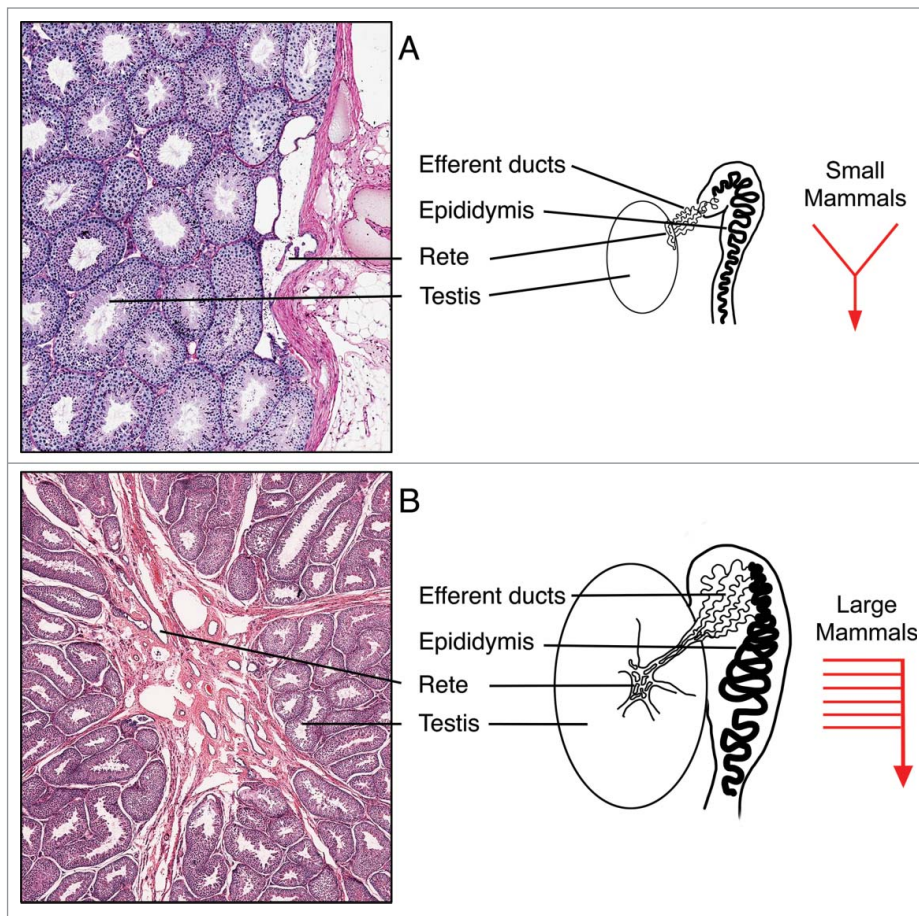 A
Efferent ducts
Epididymis
Rete
Testis
Small
Mammals
B
Efferent ducts
Epididymis
Rete
Testis
Large
Mammals